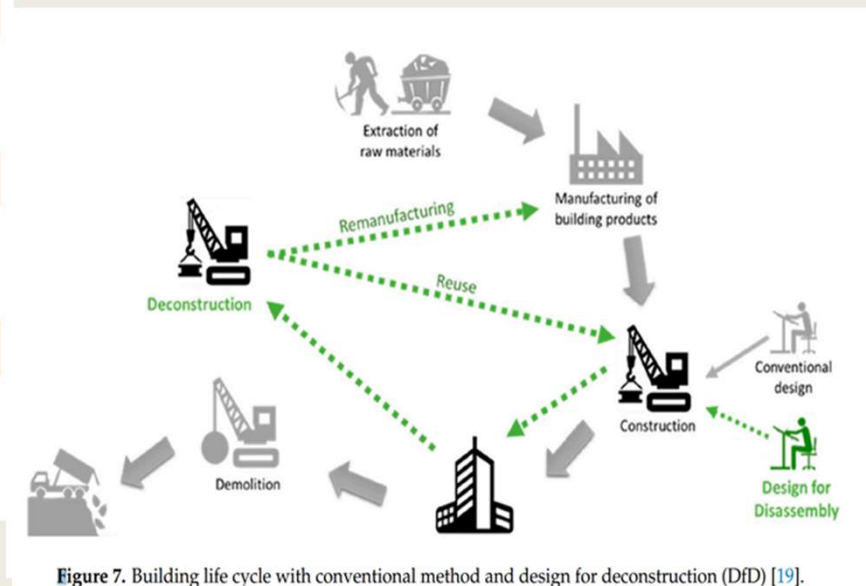 Extraction of
raw materials
Manufacturing of
building products
Remanufacturing
Reuse
Deconstruction
Conventional
design
Construction
Demolition
Design for
Disassembly
Figure 7. Building life cycle with conventional method and design for deconstruction (DfD) [19].